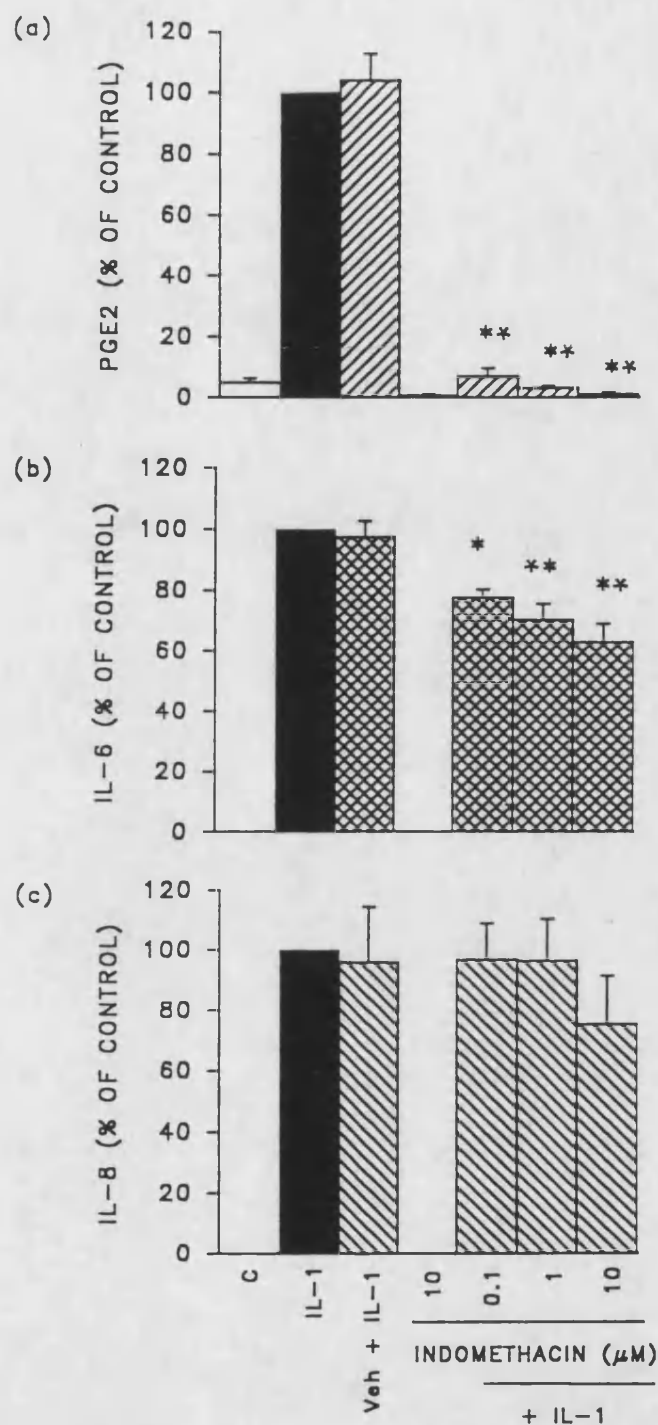 (a)
120
100
80
60
40
20
0
PGE2 (% OF CONTROL)
**
**
**
(b)
120
100
80
60
40
20
0
IL-6 (% OF CONTROL)
*
**
**
(c)
120
100
80
60
40
20
0
IL-8 (% OF CONTROL)
C
IL-1
Veh + IL-1
10
0.1
1
10
INDOMETHACIN (μM)
+ IL-1